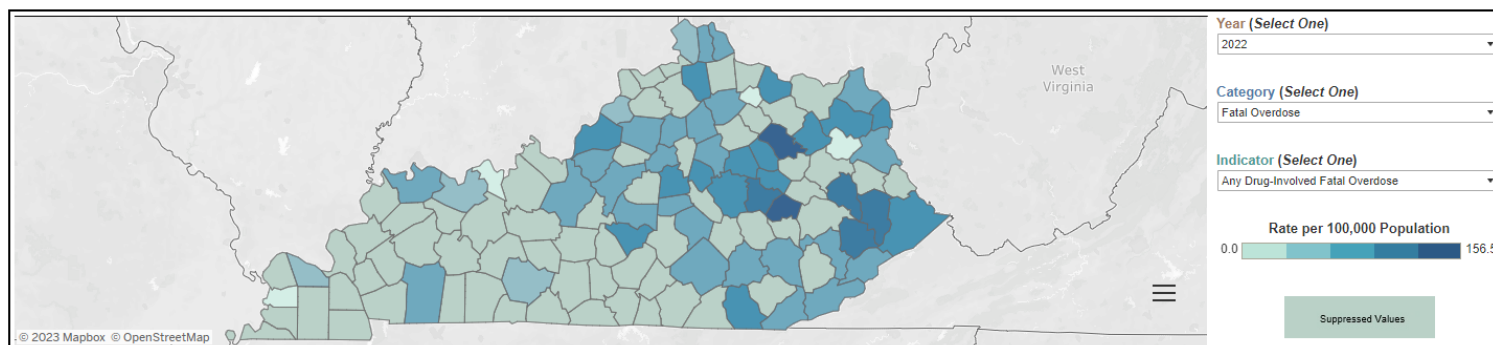 West
Virginia
© 2023 Mapbox © OpenStreetMap
Year (Select One)
2022
Category (Select One)
Fatal Overdose
Indicator (Select One)
Any Drug-Involved Fatal Overdose
Rate per 100,000 Population
0.0 156.5
Suppressed Values